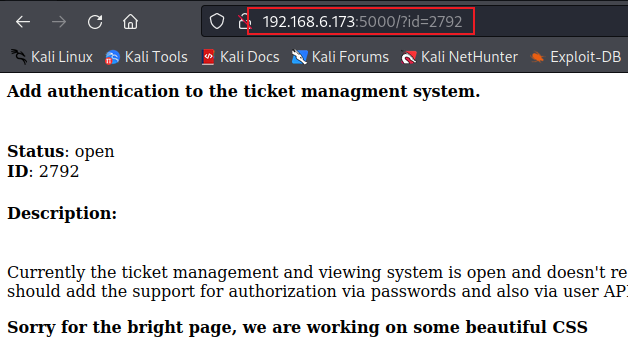 192.168.6.173:5000/?id=2792
Kali Linux Kali Tools Kali Docs Kali Forums Kali NetHunter Exploit-DB
Add authentication to the ticket managment system.
Status: open
ID: 2792
Description:
Currently the ticket management and viewing system is open and doesn't re
should add the support for authorization via passwords and also via user API
Sorry for the bright page, we are working on some beautiful CSS